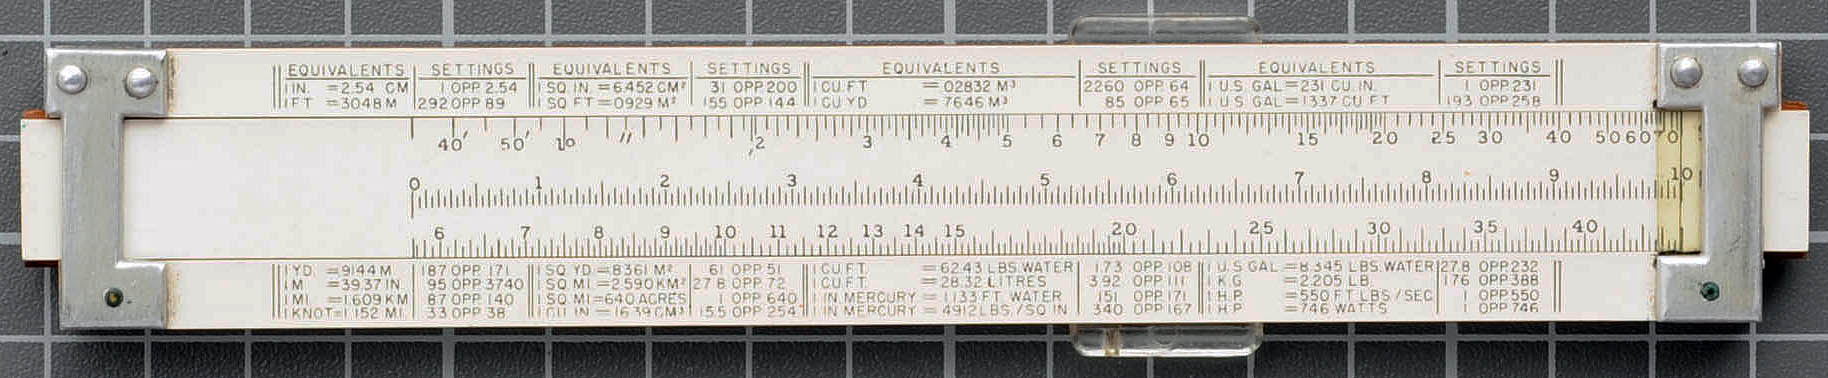 EQUIVALENTS SETTINGS EQUIVALENTS SETTINGS EQUIVALENTS SETTINGS EQUIVALENTS SETTINGS
1 IN. =2.54 CM 1 OPP 2.54 1 SQ. IN. =6.452 CM² 31 OPP 200 1 CU.FT =.02832 M³ 2260 OPP 64 1 U.S. GAL=231 CU.IN. 1 OPP 231
1 FT =.3048 M 292 OPP 89 1 SQ FT =.0929 M² 155 OPP 144 1 CU YD =.7646 M³ 85 OPP 65 1 U.S. GAL=.1337 CU FT 193 OPP 258
40′ 50′ 1° 2 3 4 5 6 7 8 9 10 15 20 25 30 40 50 60 70
0 1 2 3 4 5 6 7 8 9 10
6 7 8 9 10 11 12 13 14 15 20 25 30 35 40
1 YD. =.9144 M. 187 OPP 171 1 SQ YD =.8361 M² 61 OPP 51 1 CU.FT. =62.43 LBS.WATER 173 OPP 108 1 U.S GAL =8.345 LBS.WATER 27.8 OPP 232
1 M =39.37 IN. 95 OPP 3740 1 SQ MI =2.590 KM² 27.8 OPP 72 1 CU.FT. =28.32 LITRES 392 OPP 111 1 KG =2.205 LB. 176 OPP 388
1 MI. =1.609 KM 87 OPP 140 1 SQ MI=640 ACRES 1 OPP 640 1 IN MERCURY =1.133 FT. WATER 151 OPP 171 1 H.P. =550 FT LBS/SEC 1 OPP 550
1 KNOT=1.152 MI. 33 OPP 38 1 CU IN =16.39 CM³ 15.5 OPP 254 1 IN MERCURY =.4912 LBS./SQ IN 340 OPP 167 1 H.P. =746 WATTS 1 OPP 746